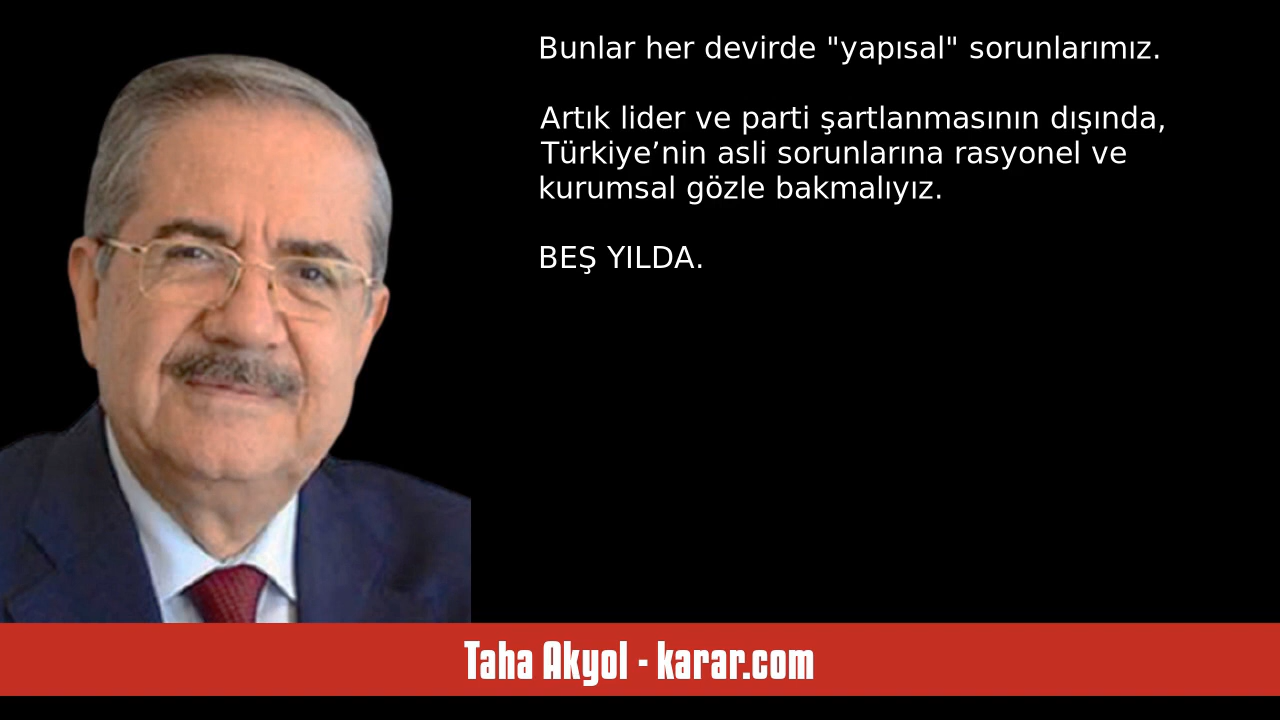 Bunlar her devirde "yapısal" sorunlarımız.
Artık lider ve parti şartlanmasının dışında,
Türkiye’nin asli sorunlarına rasyonel ve
kurumsal gözle bakmalıyız.
BEŞ YILDA.
Taha Akyol - karar.com